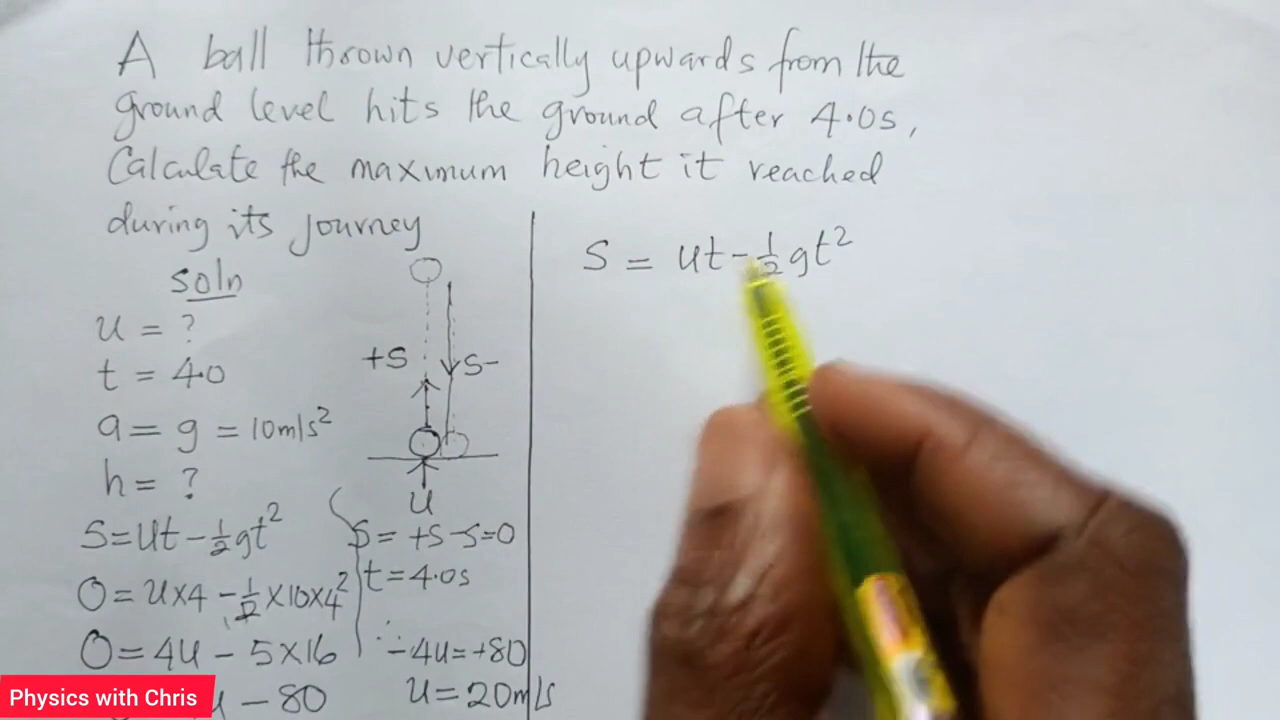 A ball thrown vertically upwards from the
ground level hits the ground after 4.0s,
Calculate the maximum height it reached
during its journey
soln
u = ?
t = 4.0
a = g = 10m/s²
h = ?
S=ut-½gt²
0=u×4-½×10×4²
0=4u-5×16
-80
+S
S-
u
S=+S-S=0
t=4.0s
∴-4u=+80
u=20m/s
S = ut-½gt²
Physics with Chris